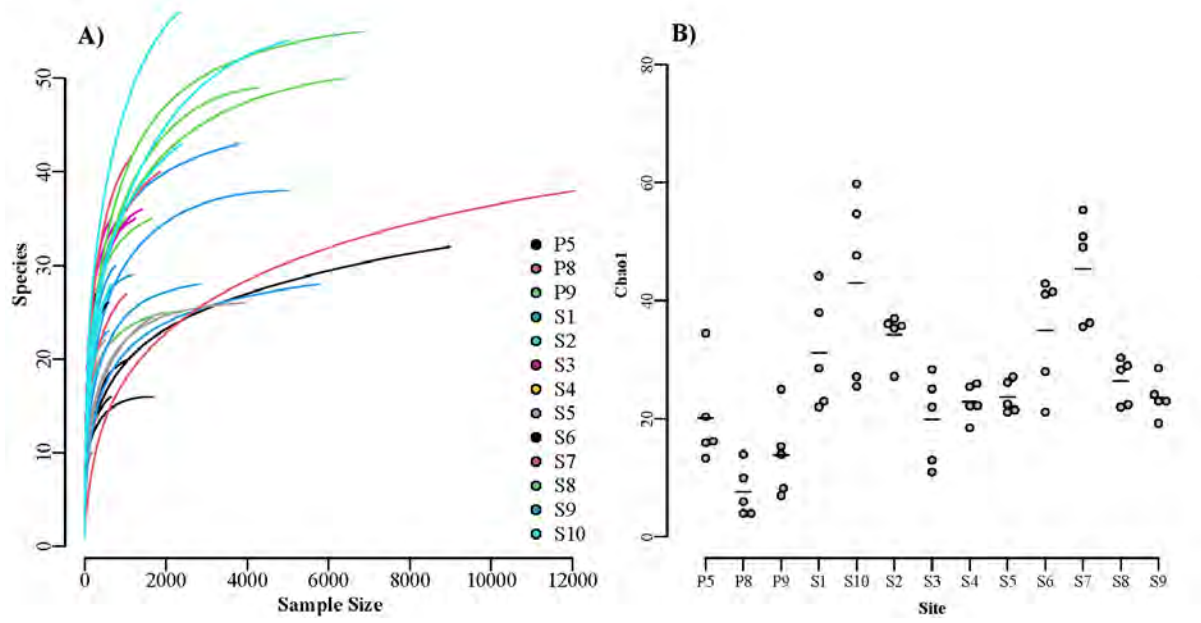 A)
Species
50
40
30
20
10
0
0 2000 4000 6000 8000 10000 12000
Sample Size
P5
P8
P9
S1
S2
S3
S4
S5
S6
S7
S8
S9
S10
B)
Chao1
80
60
40
20
0
P5 P8 P9 S1 S10 S2 S3 S4 S5 S6 S7 S8 S9
Site